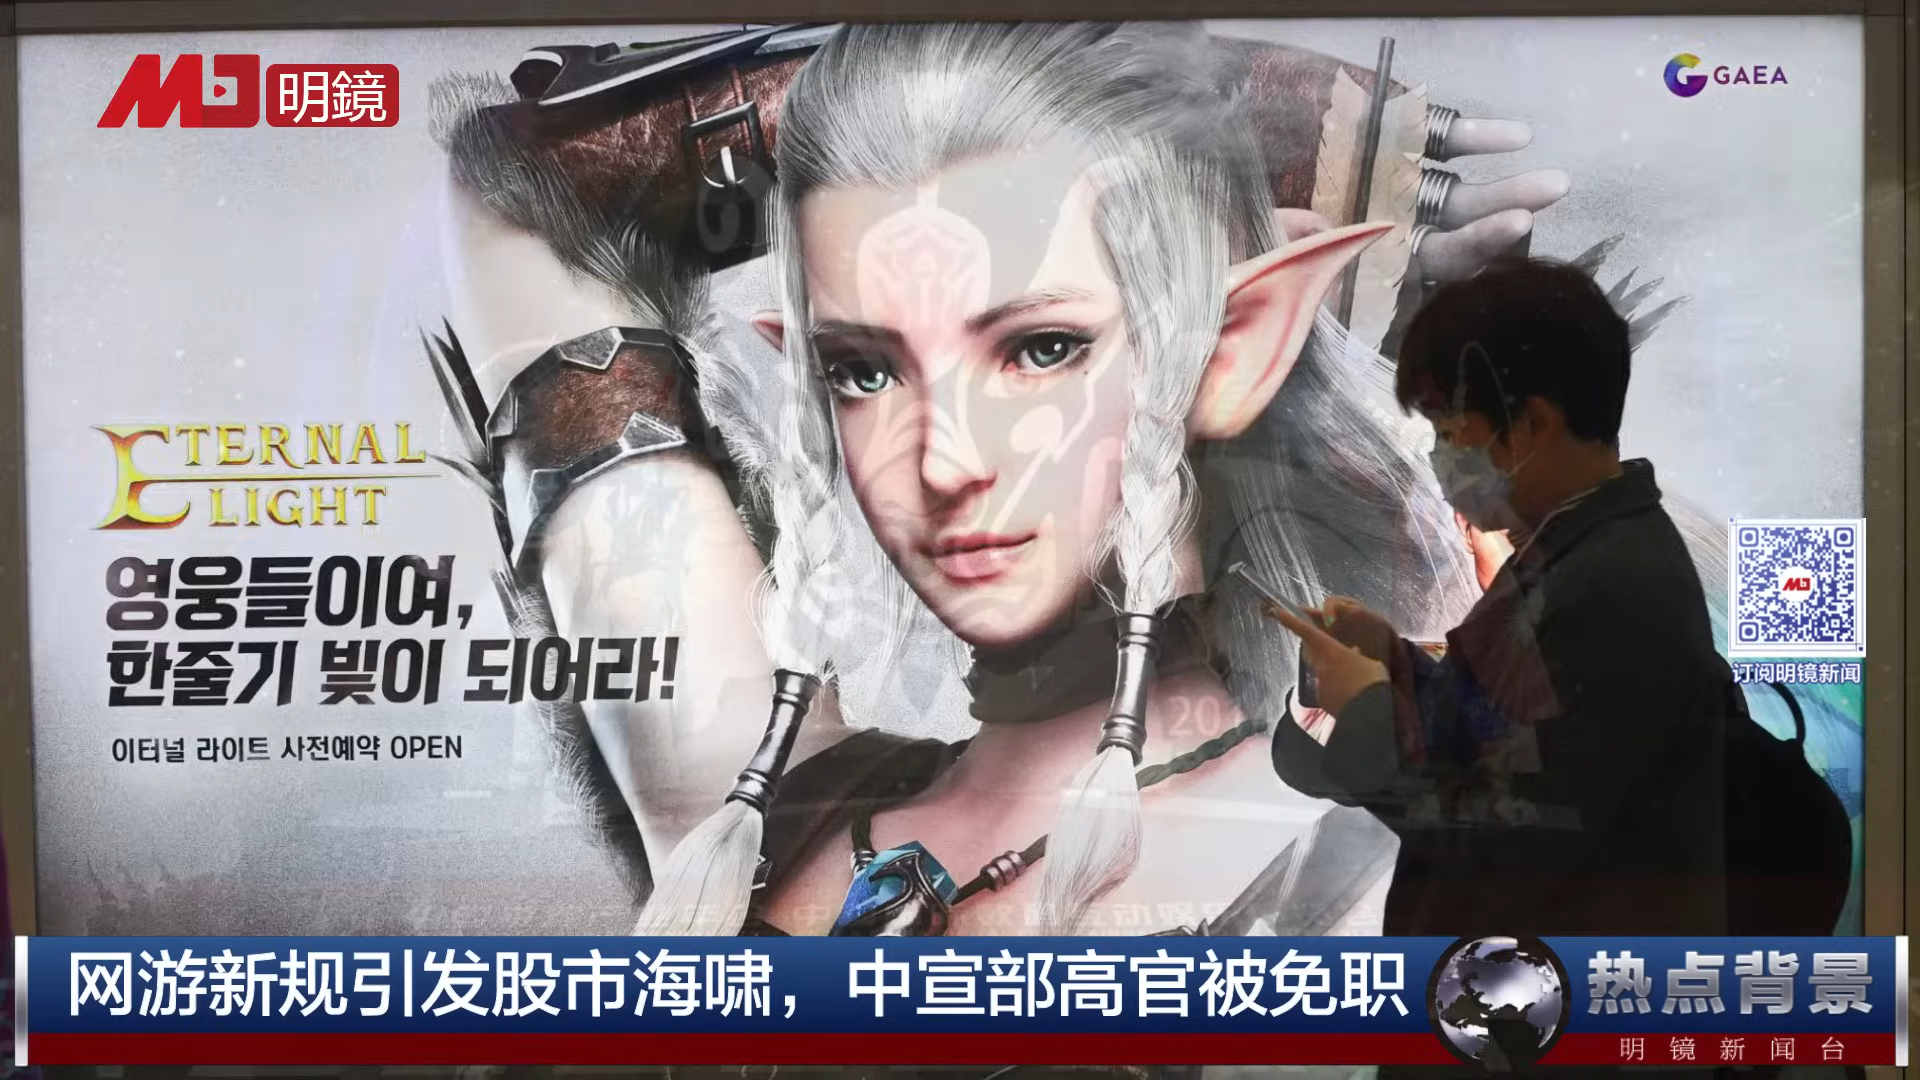 MJ 明鏡
GAEA
ETERNAL
LIGHT
영웅들이여,
한줄기 빛이 되어라!
이터널 라이트 사전예약 OPEN
订阅明镜新闻
网游新规引发股市海啸，中宣部高官被免职
热点背景
明镜新闻台